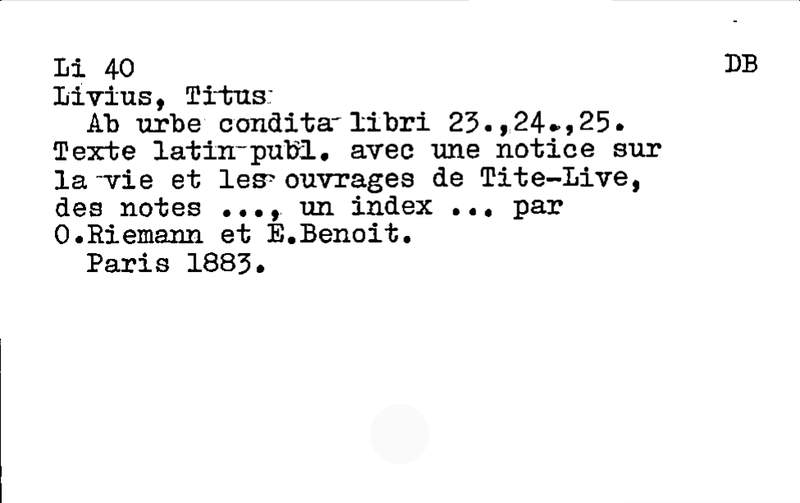 Li 40 DB
Livius, Titus
Ab urbe condita libri 23.,24.,25.
Texte latin publ. avec une notice sur
la vie et les ouvrages de Tite-Live,
des notes ..., un index ... par
O.Riemann et E.Benoit.
Paris 1883.